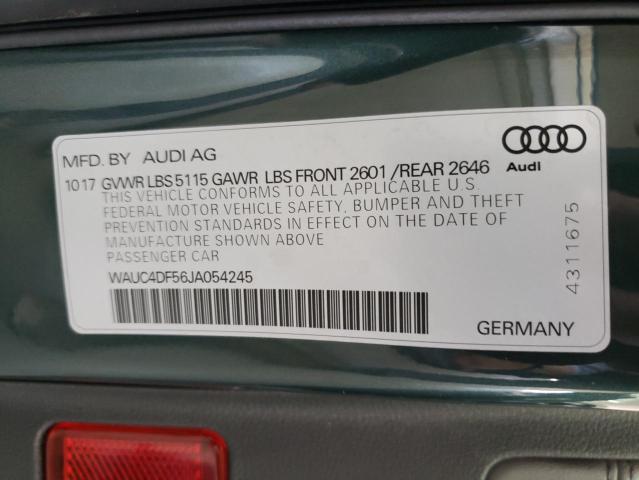 MFD. BY AUDI AG
Audi
1017 GVWR LBS 5115 GAWR LBS FRONT 2601 /REAR 2646
THIS VEHICLE CONFORMS TO ALL APPLICABLE U.S.
FEDERAL MOTOR VEHICLE SAFETY, BUMPER AND THEFT
PREVENTION STANDARDS IN EFFECT ON THE DATE OF
MANUFACTURE SHOWN ABOVE
PASSENGER CAR
WAUC4DF56JA054245
4311675
GERMANY